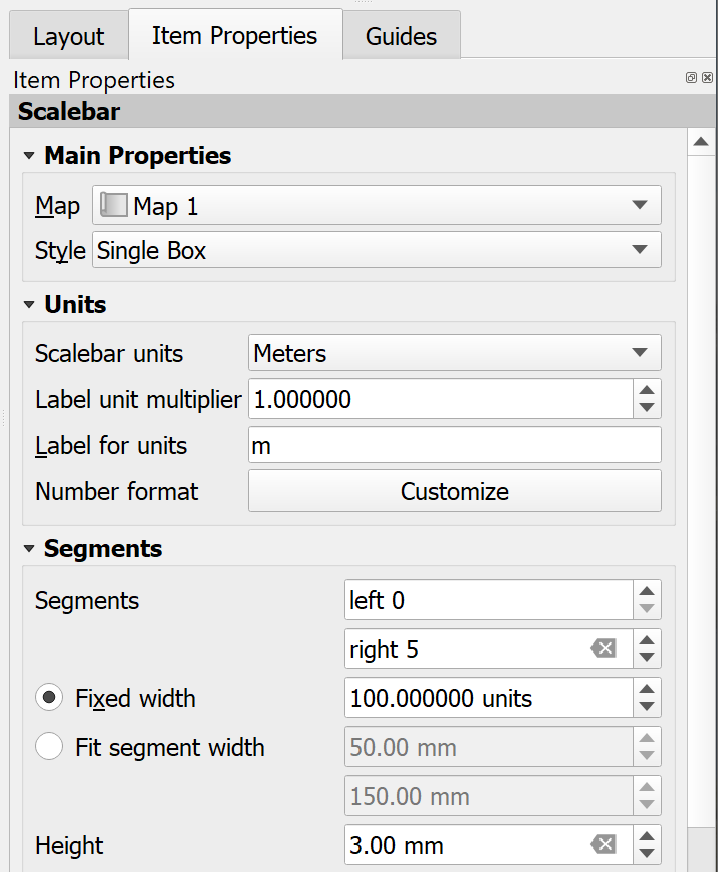 Layout Item Properties Guides
Item Properties
Scalebar
Main Properties
Map Map 1
Style Single Box
Units
Scalebar units Meters
Label unit multiplier 1.000000
Label for units m
Number format Customize
Segments
Segments left 0
right 5
Fixed width 100.000000 units
Fit segment width 50.00 mm
150.00 mm
Height 3.00 mm